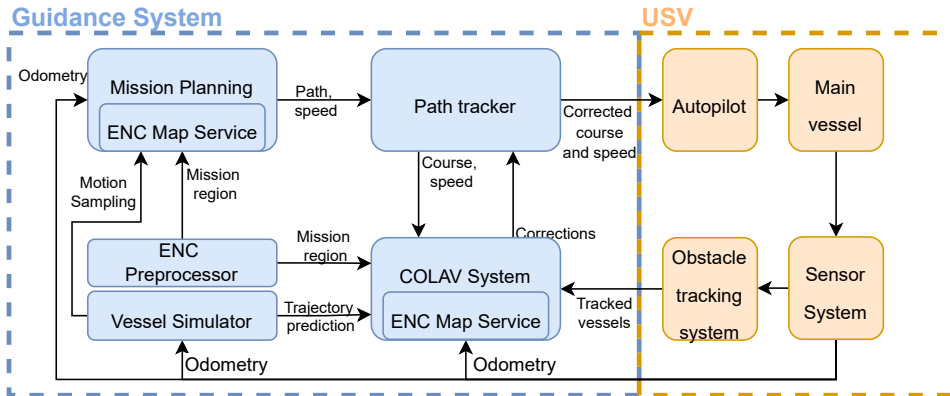 Guidance System
USV
Odometry
Mission Planning
ENC Map Service
Path,
speed
Path tracker
Corrected
course
and speed
Autopilot
Main
vessel
Motion
Sampling
Mission
region
Course,
speed
Corrections
ENC
Preprocessor
Mission
region
COLAV System
ENC Map Service
Vessel Simulator
Trajectory
prediction
Tracked
vessels
Obstacle
tracking
system
Sensor
System
Odometry
Odometry